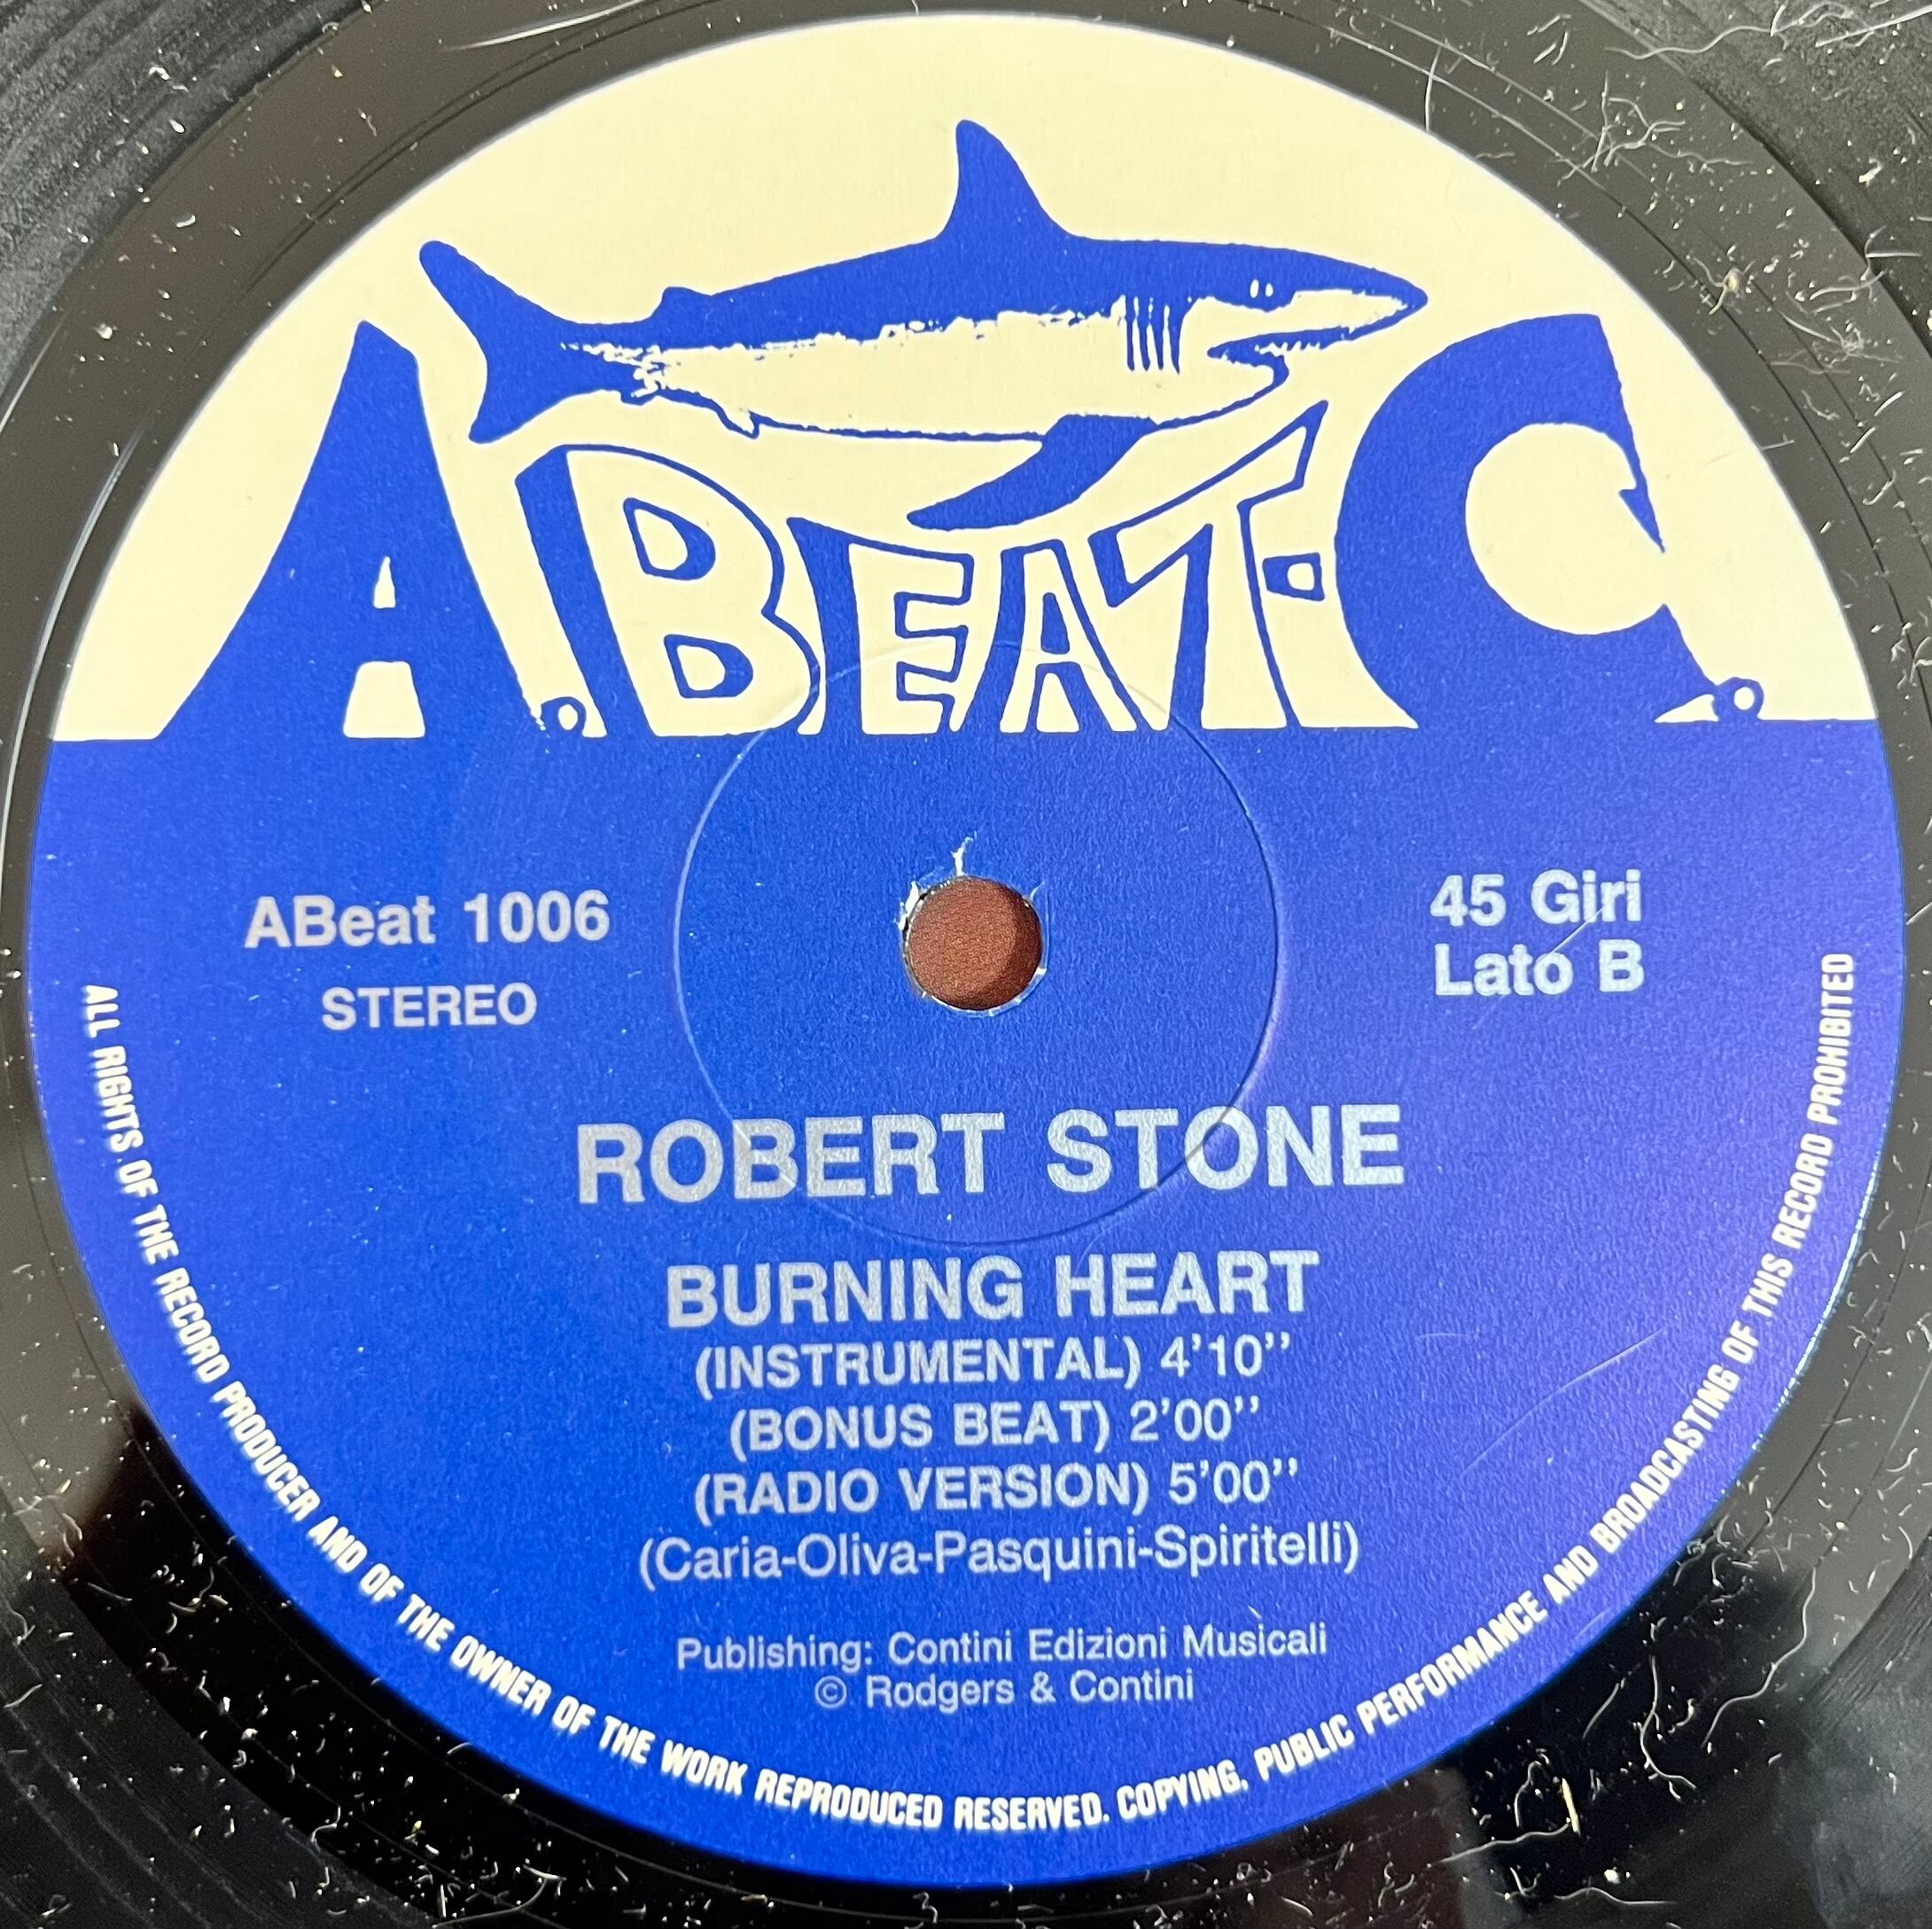 A.BEAT-C.
ABeat 1006
STEREO
45 Giri
Lato B
ROBERT STONE
BURNING HEART
(INSTRUMENTAL) 4'10''
(BONUS BEAT) 2'00''
(RADIO VERSION) 5'00''
(Caria-Oliva-Pasquini-Spiritelli)
Publishing: Contini Edizioni Musicali
© Rodgers & Contini
ALL RIGHTS OF THE RECORD PRODUCER AND OF THE OWNER OF THE WORK REPRODUCED RESERVED. COPYING, PUBLIC PERFORMANCE AND BROADCASTING OF THIS RECORD PROHIBITED